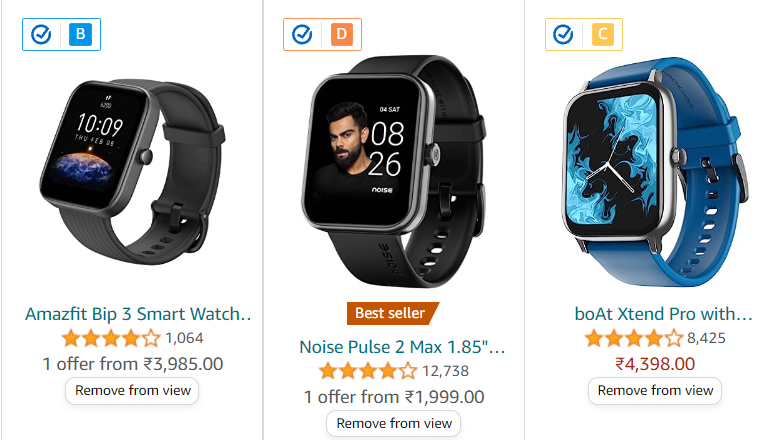 B
10:09
THU FEB 08
Amazfit Bip 3 Smart Watch…
1,064
1 offer from ₹3,985.00
Remove from view
D
04 SAT
08
26
noise
noise
Best seller
Noise Pulse 2 Max 1.85"…
12,738
1 offer from ₹1,999.00
Remove from view
C
boAt Xtend Pro with…
8,425
₹4,398.00
Remove from view